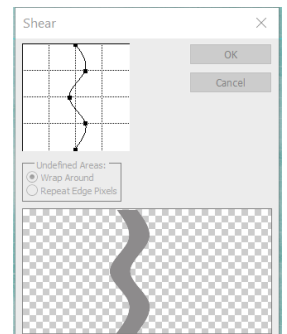 Shear
OK
Cancel
Undefined Areas:
Wrap Around
Repeat Edge Pixels